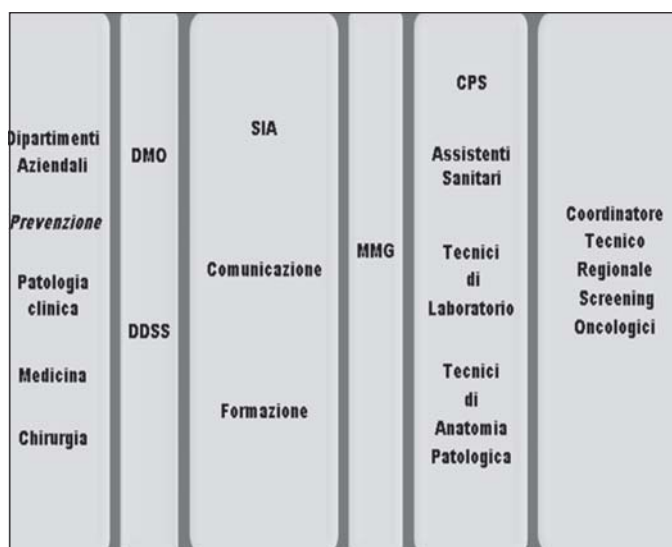 Dipartimenti
Aziendali
Prevenzione
Patologia
clinica
Medicina
Chirurgia
DMO
DDSS
SIA
Comunicazione
Formazione
MMG
CPS
Assistenti
Sanitari
Tecnici
di
Laboratorio
Tecnici
di
Anatomia
Patologica
Coordinatore
Tecnico
Regionale
Screening
Oncologici